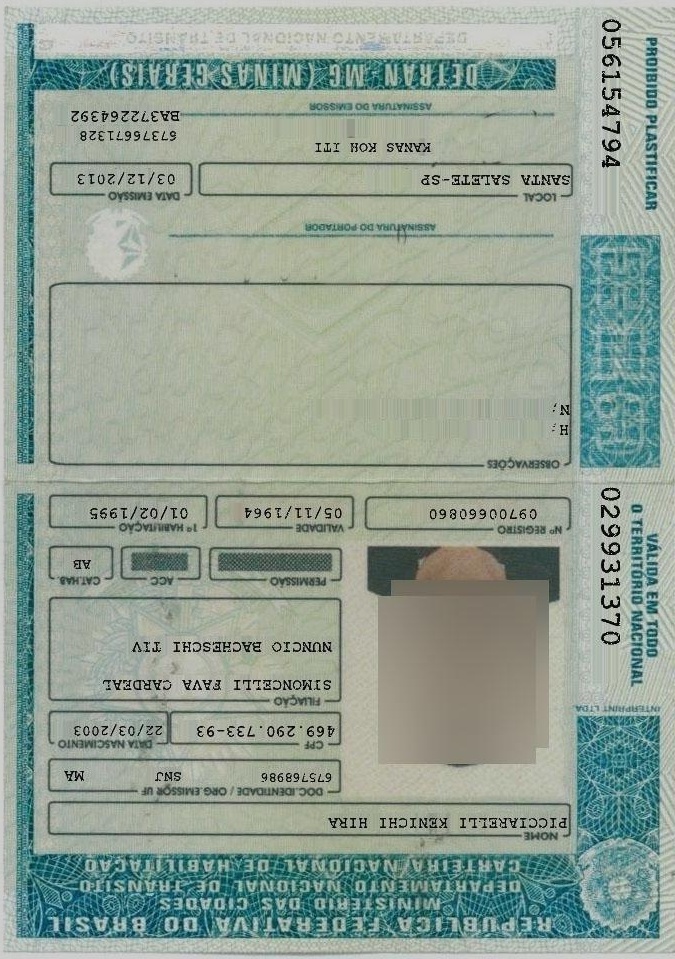 REPÚBLICA FEDERATIVA DO BRASIL
MINISTÉRIO DAS CIDADES
DEPARTAMENTO NACIONAL DE TRÂNSITO
CARTEIRA NACIONAL DE HABILITAÇÃO
NOME
PICCIARELLI KENICHI HIRA
DOC. IDENTIDADE / ORG EMISSOR UF
675768986 SNJ MA
CPF DATA NASCIMENTO
469.290.733-93 22/03/2003
FILIAÇÃO
SIMONCELLI FAVA CARDEAL
NUNCIO BACHESCHI TIV
PERMISSÃO ACC CAT.HAB.
AB
Nº REGISTRO VALIDADE 1ª HABILITAÇÃO
09700660860 05/11/1964 01/02/1995
OBSERVAÇÕES
H;
N;
ASSINATURA DO PORTADOR
LOCAL DATA EMISSÃO
SANTA SALETE-SP 03/12/2013
KANAS KOH ITI
67376671328
BA372264392
ASSINATURA DO EMISSOR
DETRAN-MG (MINAS GERAIS)
DEPARTAMENTO NACIONAL DE TRANSITO
VÁLIDA EM TODO
O TERRITÓRIO NACIONAL
029931370
INTERPRINT LTDA
PROIBIDO PLASTIFICAR
056154794